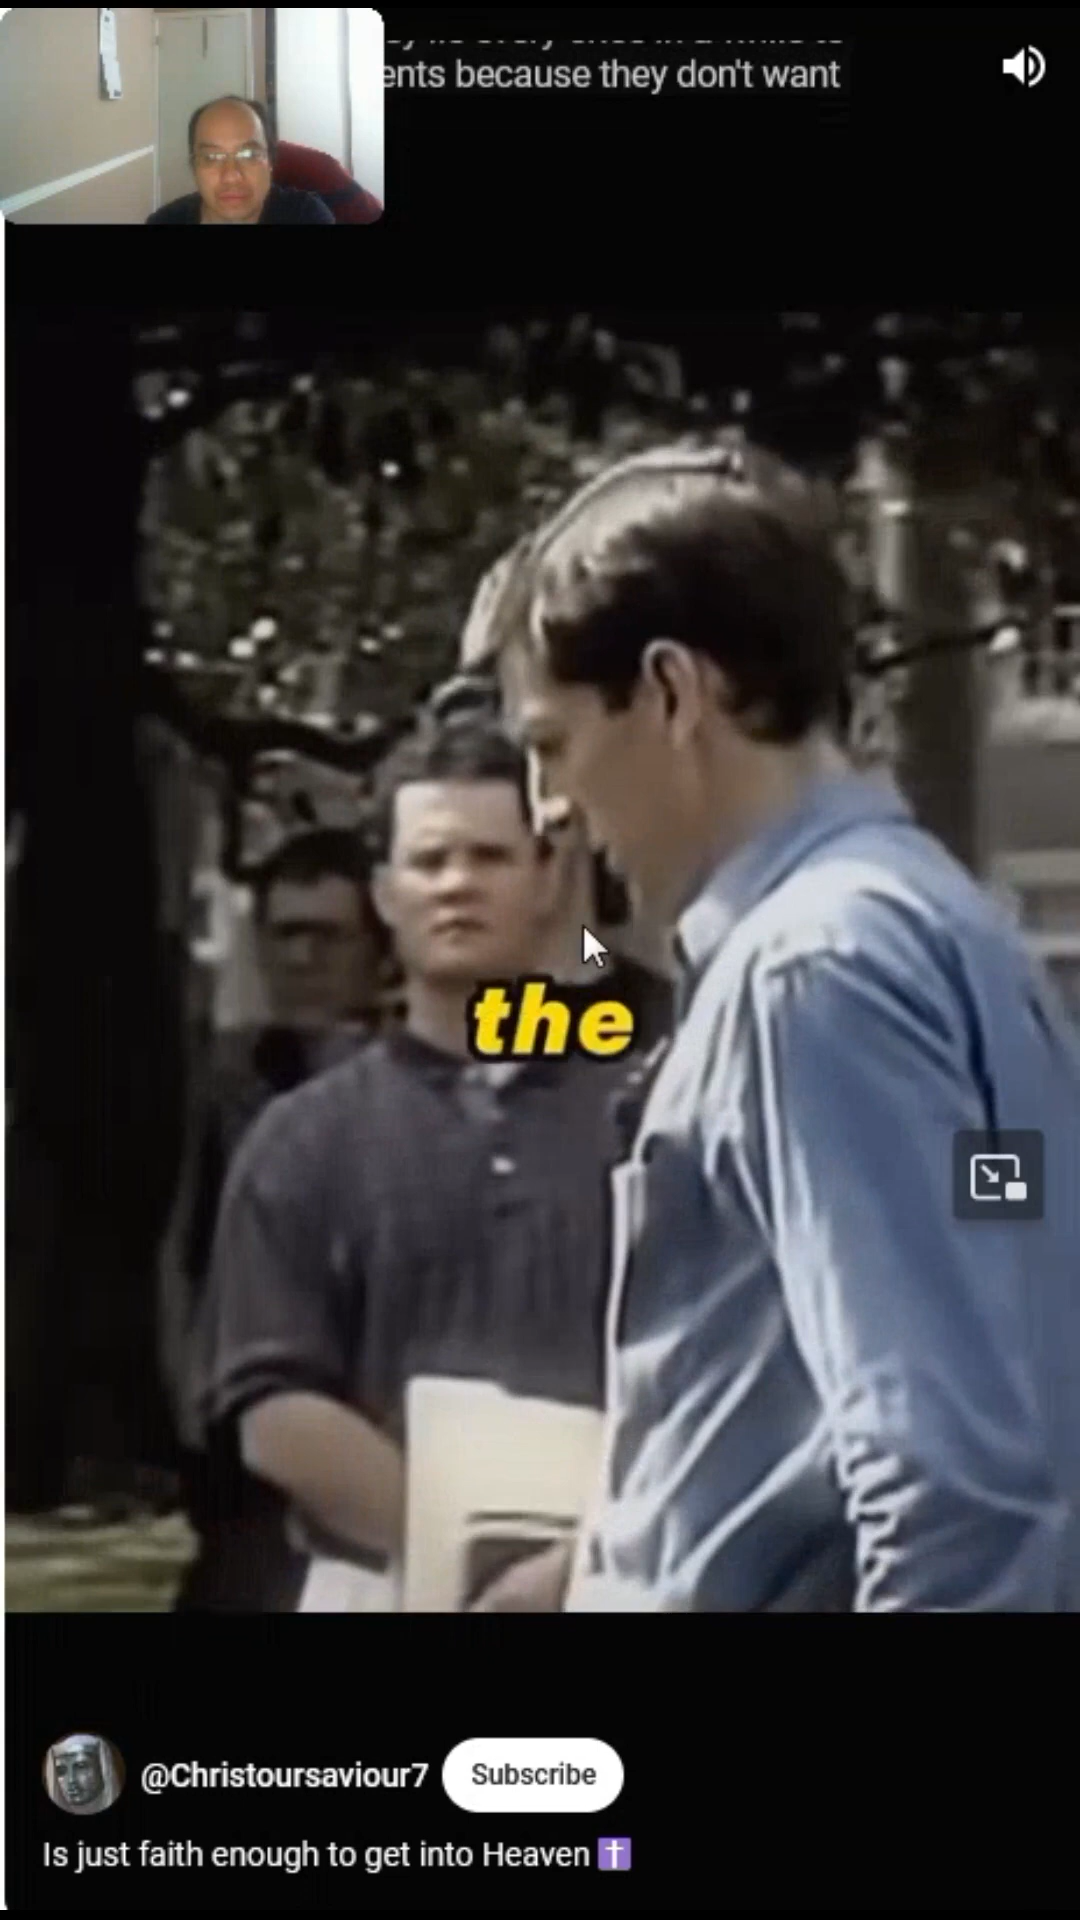 ents because they don't want
the
@Christoursaviour7
Subscribe
Is just faith enough to get into Heaven ✝️